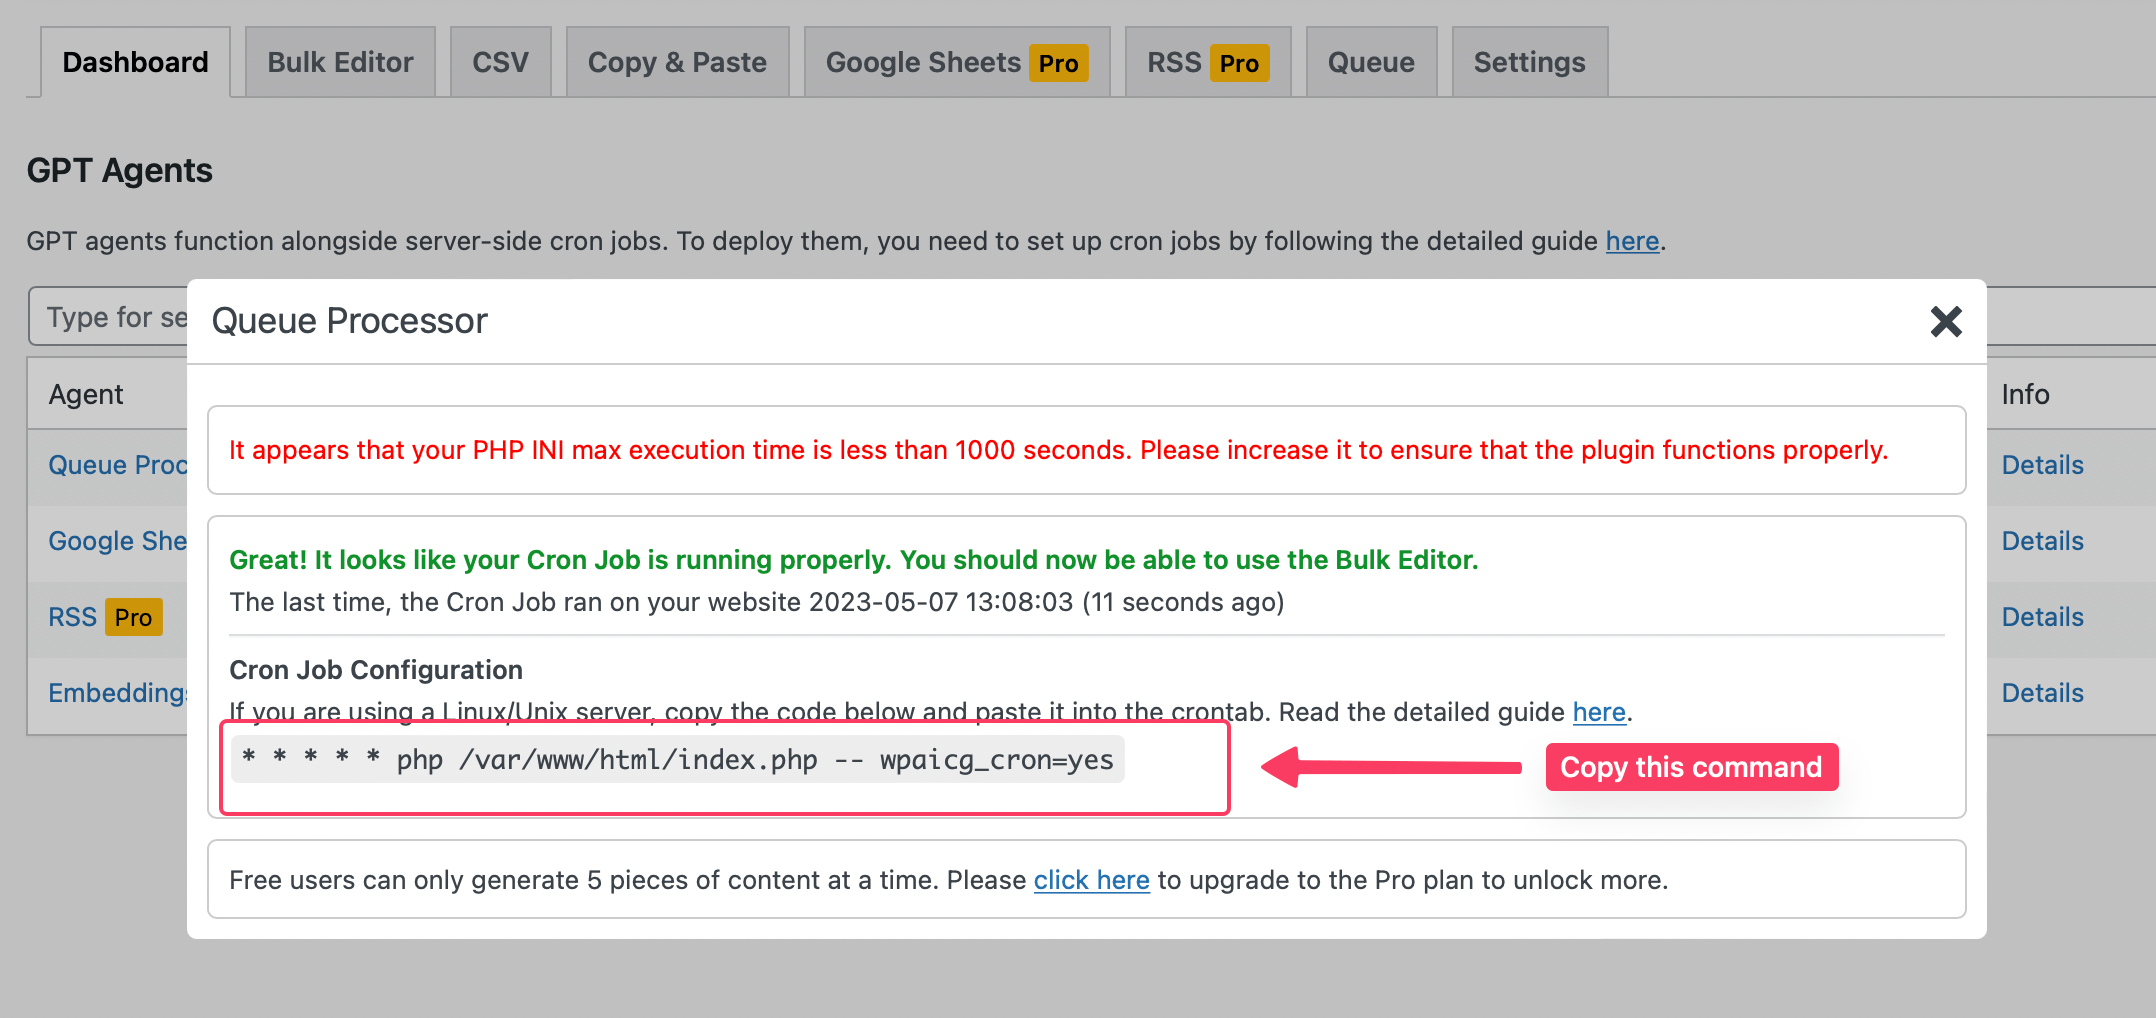 Dashboard Bulk Editor CSV Copy & Paste Google Sheets Pro RSS Pro Queue Settings
GPT Agents
GPT agents function alongside server-side cron jobs. To deploy them, you need to set up cron jobs by following the detailed guide here.
Type for se
Queue Processor
Agent Info
It appears that your PHP INI max execution time is less than 1000 seconds. Please increase it to ensure that the plugin functions properly.
Queue Proc Details
Google She Details
RSS Pro Details
Embeddings Details
Great! It looks like your Cron Job is running properly. You should now be able to use the Bulk Editor.
The last time, the Cron Job ran on your website 2023-05-07 13:08:03 (11 seconds ago)
Cron Job Configuration
If you are using a Linux/Unix server, copy the code below and paste it into the crontab. Read the detailed guide here.
* * * * * php /var/www/html/index.php -- wpaicg_cron=yes
Copy this command
Free users can only generate 5 pieces of content at a time. Please click here to upgrade to the Pro plan to unlock more.